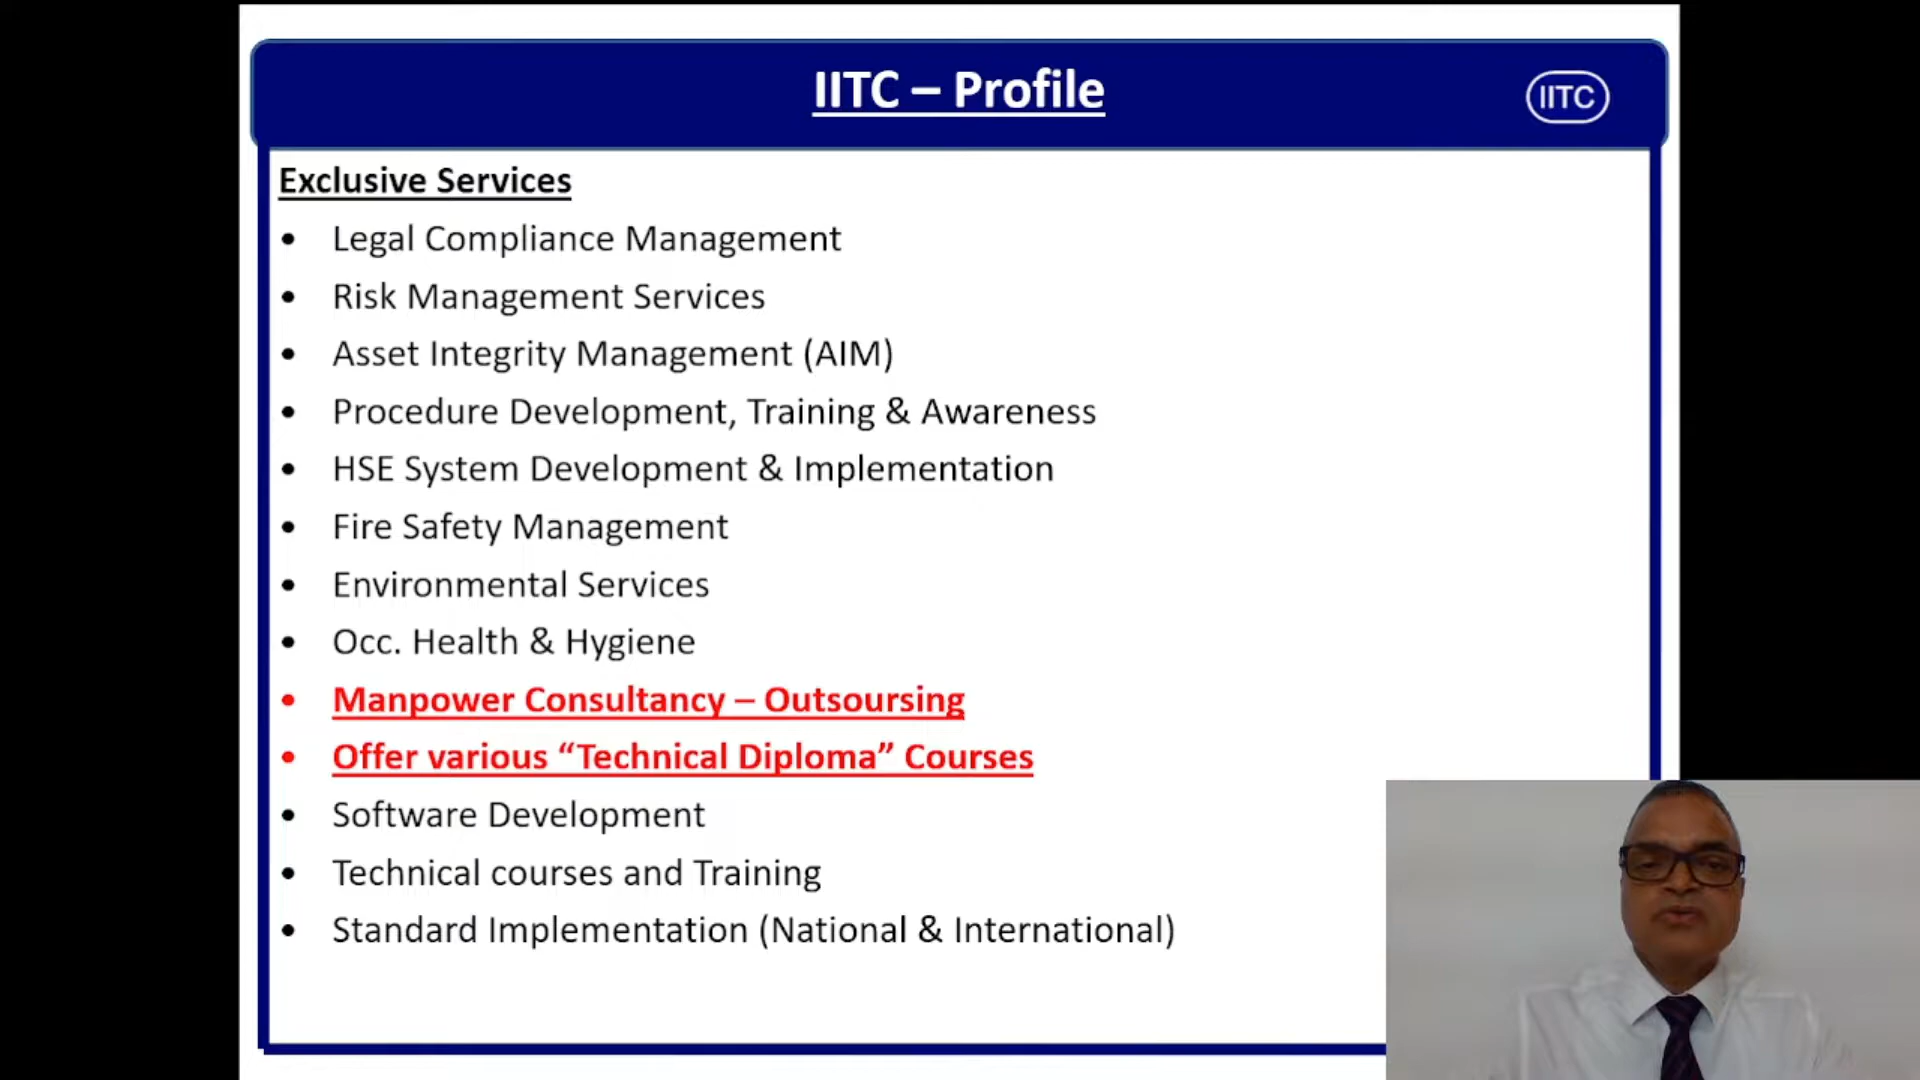 IITC – Profile
IITC
Exclusive Services
• Legal Compliance Management
• Risk Management Services
• Asset Integrity Management (AIM)
• Procedure Development, Training & Awareness
• HSE System Development & Implementation
• Fire Safety Management
• Environmental Services
• Occ. Health & Hygiene
• Manpower Consultancy – Outsoursing
• Offer various “Technical Diploma” Courses
• Software Development
• Technical courses and Training
• Standard Implementation (National & International)